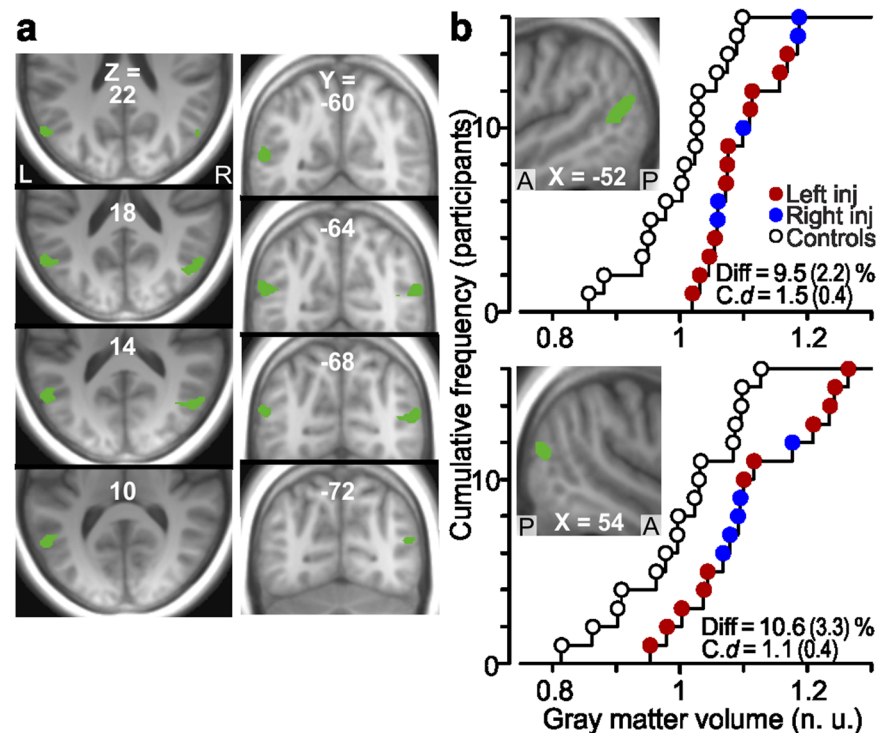 a
Z =
22
L
R
18
14
10
Y =
-60
-64
-68
-72
b
Cumulative frequency (participants)
10
0
A
X = -52
P
Left inj
Right inj
Controls
Diff = 9.5 (2.2) %
C.d = 1.5 (0.4)
0.8
1
1.2
10
0
P
X = 54
A
Diff = 10.6 (3.3) %
C.d = 1.1 (0.4)
0.8
1
1.2
Gray matter volume (n. u.)